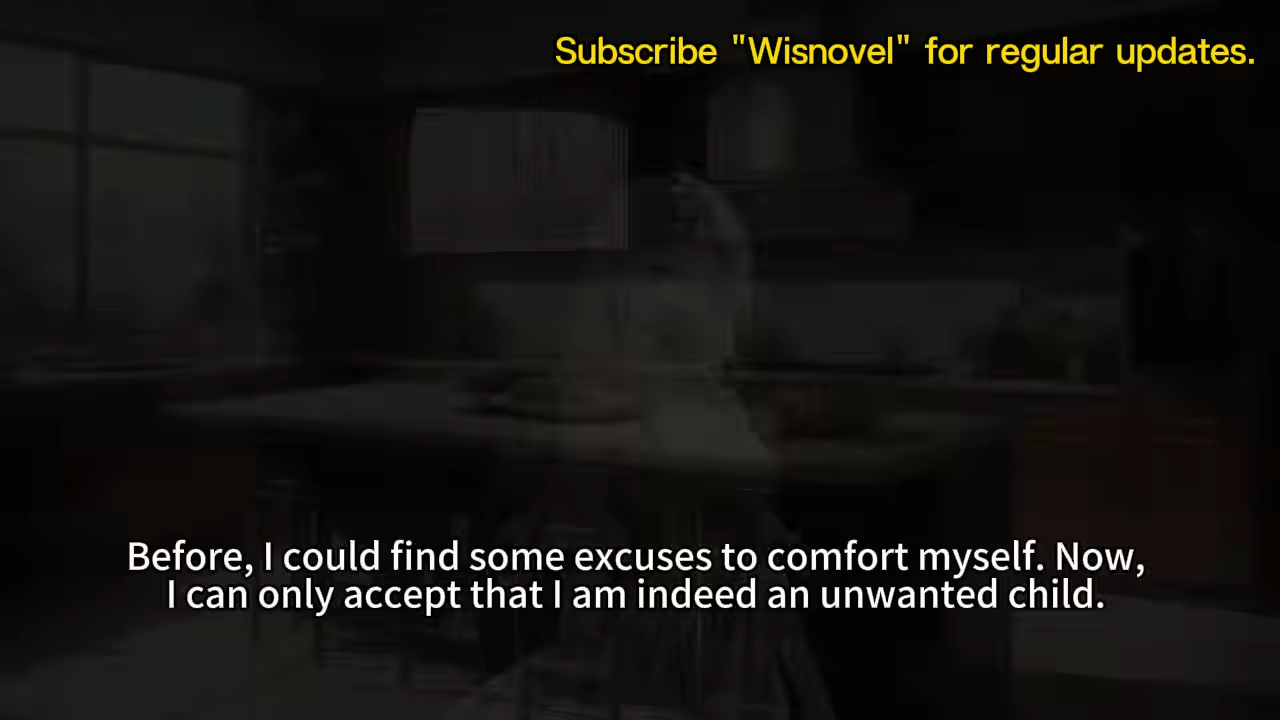 Subscribe "Wisnovel" for regular updates.
Before, I could find some excuses to comfort myself. Now,
I can only accept that I am indeed an unwanted child.